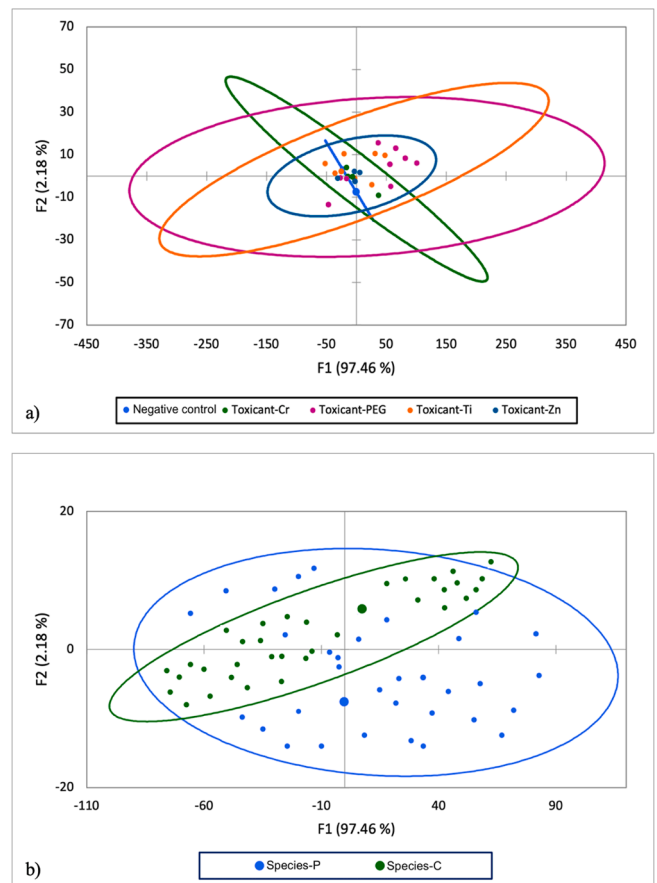 70
50
30
10
-10
-30
-50
-70
F2 (2.18 %)
-450 -350 -250 -150 -50 50 150 250 350 450
F1 (97.46 %)
Negative control Toxicant-Cr Toxicant-PEG Toxicant-Ti Toxicant-Zn
a)
20
0
-20
F2 (2.18 %)
-110 -60 -10 40 90
F1 (97.46 %)
Species-P Species-C
b)